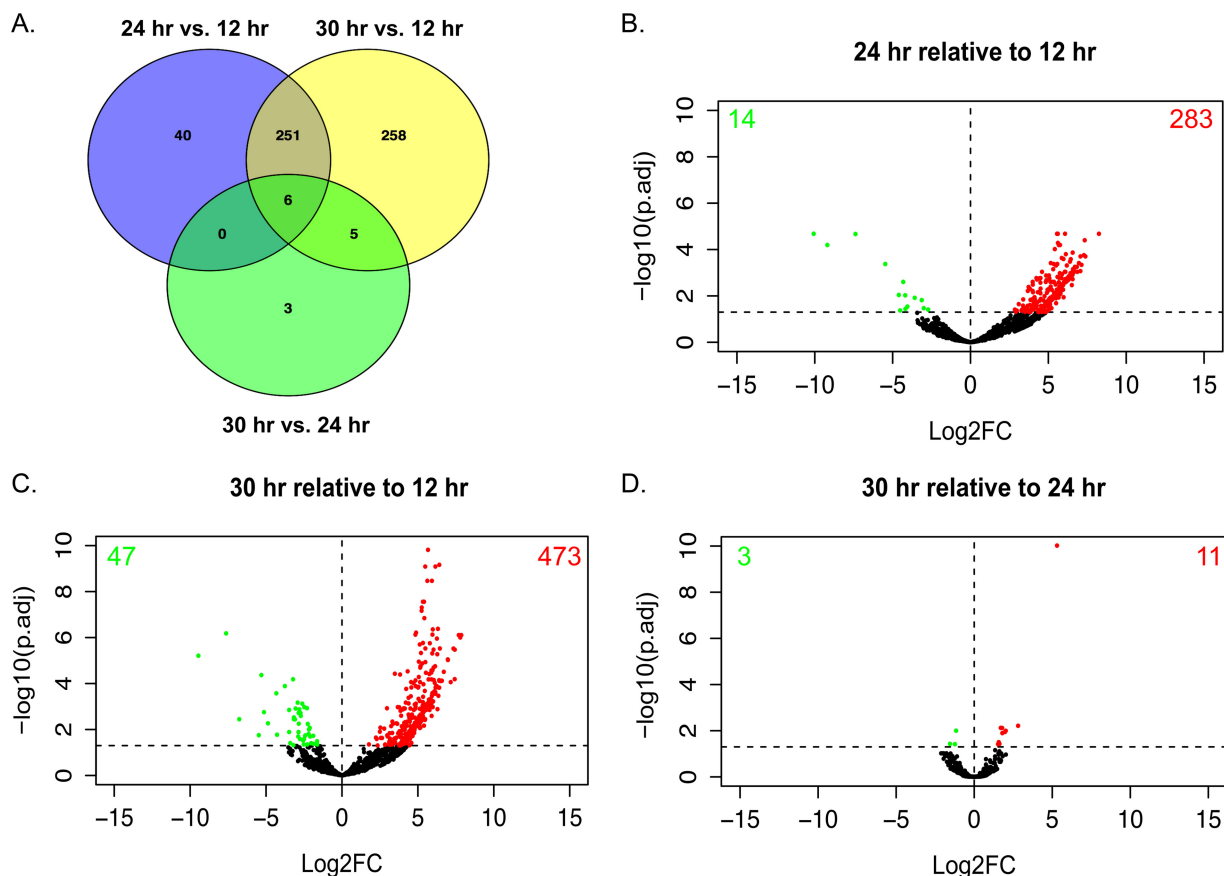 A.
24 hr vs. 12 hr
30 hr vs. 12 hr
40
251
258
6
0
5
3
30 hr vs. 24 hr
B.
24 hr relative to 12 hr
14
283
10
8
6
4
2
0
−log10(p.adj)
−15 −10 −5 0 5 10 15
Log2FC
C.
30 hr relative to 12 hr
47
473
10
8
6
4
2
0
−log10(p.adj)
−15 −10 −5 0 5 10 15
Log2FC
D.
30 hr relative to 24 hr
3
11
10
8
6
4
2
0
−log10(p.adj)
−15 −10 −5 0 5 10 15
Log2FC